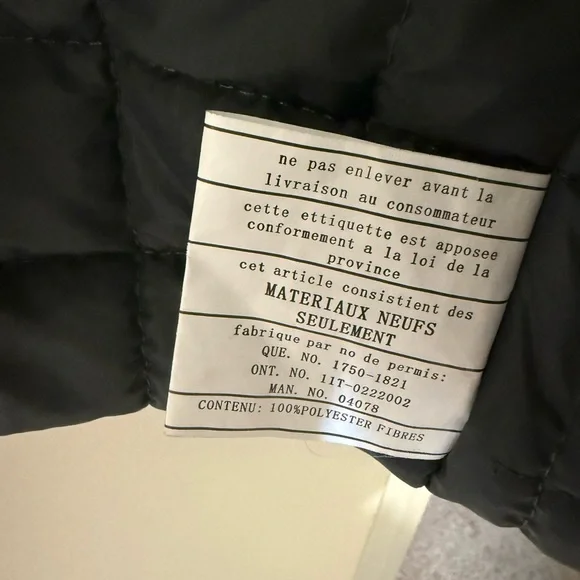 ne pas enlever avant la
livraison au consommateur
cette ettiquette est apposee
conformement a la loi de la
province
cet article consistient des
MATERIAUX NEUFS
SEULEMENT
fabrique par no de permis:
QUE. NO. 1750-1821
ONT. NO. 11T-0222002
MAN. NO. 04078
CONTENU: 100%POLYESTER FIBRES